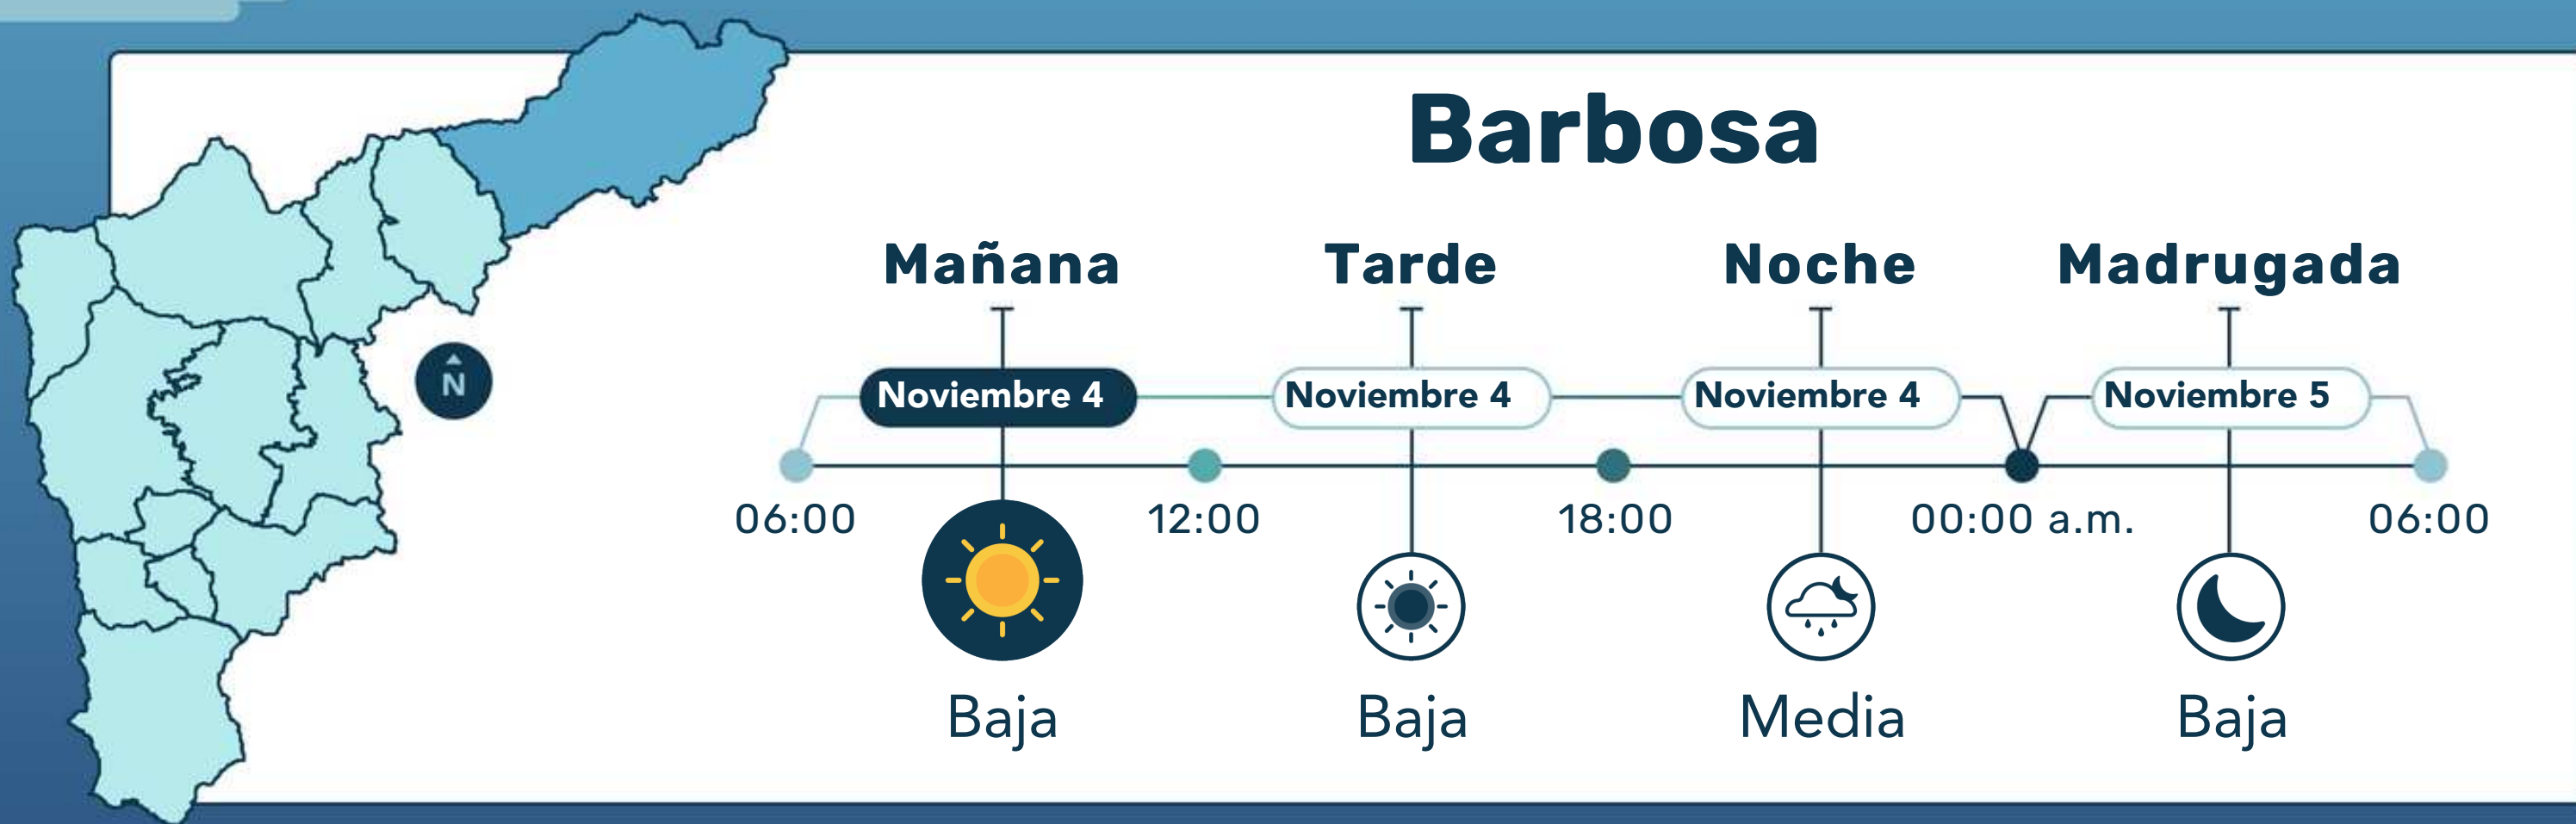 Barbosa
Mañana Tarde Noche Madrugada
N
Noviembre 4 Noviembre 4 Noviembre 4 Noviembre 5
06:00 12:00 18:00 00:00 a.m. 06:00
Baja Baja Media Baja